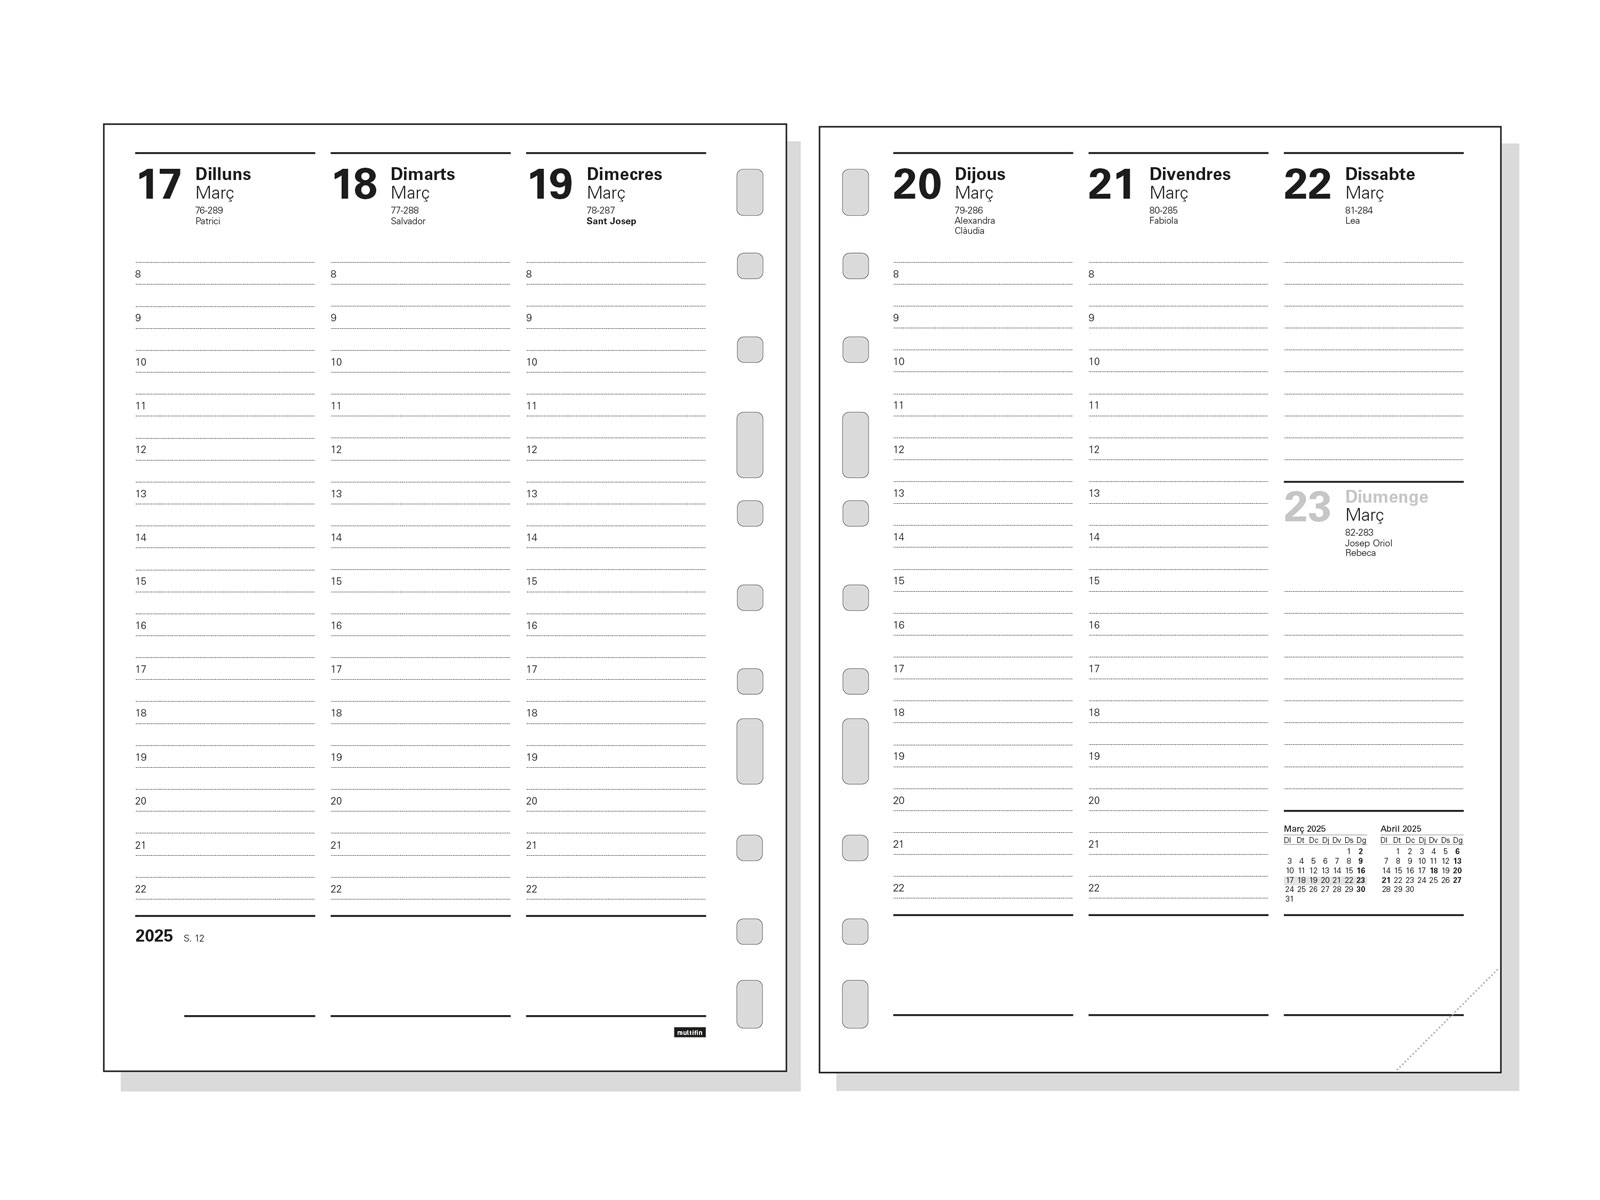 17 Dilluns
Març
76-289
Patrici
8
9
10
11
12
13
14
15
16
17
18
19
20
21
22
18 Dimarts
Març
77-288
Salvador
8
9
10
11
12
13
14
15
16
17
18
19
20
21
22
19 Dimecres
Març
78-287
Sant Josep
8
9
10
11
12
13
14
15
16
17
18
19
20
21
22
2025 S. 12
multifin
20 Dijous
Març
79-286
Alexandra
Clàudia
8
9
10
11
12
13
14
15
16
17
18
19
20
21
22
21 Divendres
Març
80-285
Fabiola
8
9
10
11
12
13
14
15
16
17
18
19
20
21
22
22 Dissabte
Març
81-284
Lea
23 Diumenge
Març
82-283
Josep Oriol
Rebeca
Març 2025
Dl Dt Dc Dj Dv Ds Dg
1 2
3 4 5 6 7 8 9
10 11 12 13 14 15 16
17 18 19 20 21 22 23
24 25 26 27 28 29 30
31
Abril 2025
Dl Dt Dc Dj Dv Ds Dg
1 2 3 4 5 6
7 8 9 10 11 12 13
14 15 16 17 18 19 20
21 22 23 24 25 26 27
28 29 30